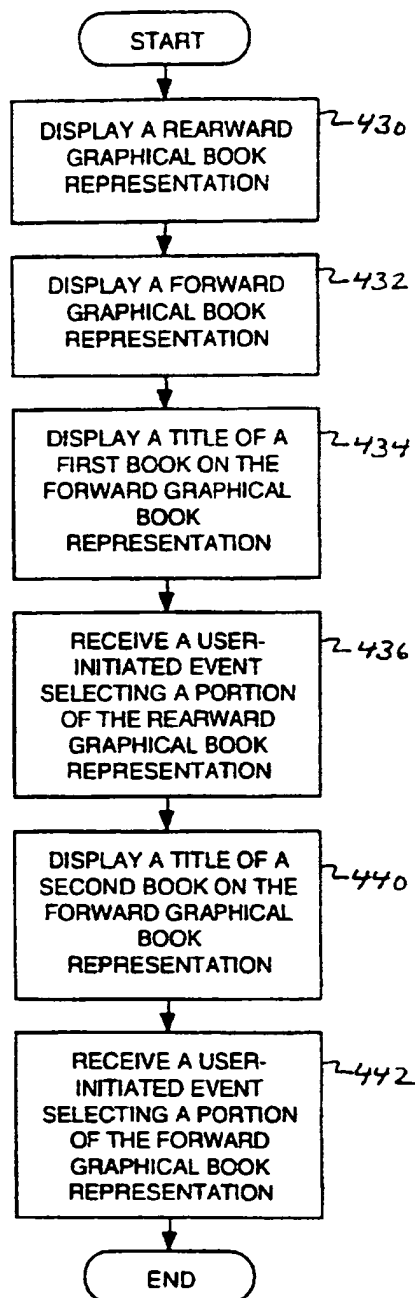 START
DISPLAY A REARWARD
GRAPHICAL BOOK
REPRESENTATION
430
DISPLAY A FORWARD
GRAPHICAL BOOK
REPRESENTATION
432
DISPLAY A TITLE OF A
FIRST BOOK ON THE
FORWARD GRAPHICAL
BOOK
REPRESENTATION
434
RECEIVE A USER-
INITIATED EVENT
SELECTING A PORTION
OF THE REARWARD
GRAPHICAL BOOK
REPRESENTATION
436
DISPLAY A TITLE OF A
SECOND BOOK ON THE
FORWARD GRAPHICAL
BOOK
REPRESENTATION
440
RECEIVE A USER-
INITIATED EVENT
SELECTING A PORTION
OF THE FORWARD
GRAPHICAL BOOK
REPRESENTATION
442
END